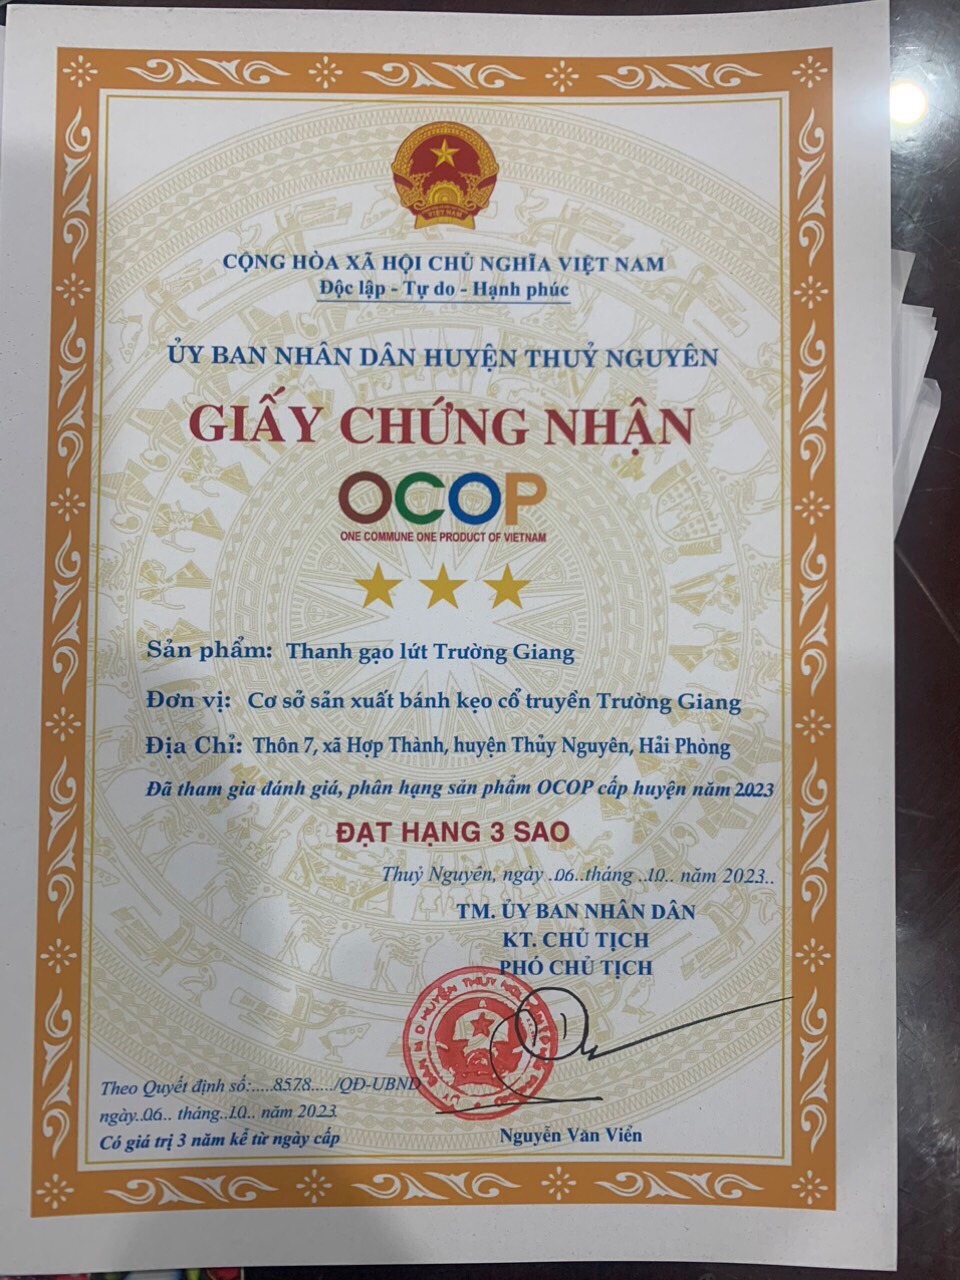 VIỆT NAM
CỘNG HÒA XÃ HỘI CHỦ NGHĨA VIỆT NAM
Độc lập - Tự do - Hạnh phúc
ỦY BAN NHÂN DÂN HUYỆN THUỶ NGUYÊN
GIẤY CHỨNG NHẬN
OCOP
ONE COMMUNE ONE PRODUCT OF VIETNAM
Sản phẩm: Thanh gạo lứt Trường Giang
Đơn vị: Cơ sở sản xuất bánh kẹo cổ truyền Trường Giang
Địa Chỉ: Thôn 7, xã Hợp Thành, huyện Thủy Nguyên, Hải Phòng
Đã tham gia đánh giá, phân hạng sản phẩm OCOP cấp huyện năm 2023
ĐẠT HẠNG 3 SAO
Thuỷ Nguyên, ngày .06..tháng ..10.. năm 2023..
TM. ỦY BAN NHÂN DÂN
KT. CHỦ TỊCH
PHÓ CHỦ TỊCH
Theo Quyết định số:.....8578...../QĐ-UBND
ngày..06.. tháng..10.. năm 2023
Có giá trị 3 năm kể từ ngày cấp
Nguyễn Văn Viển